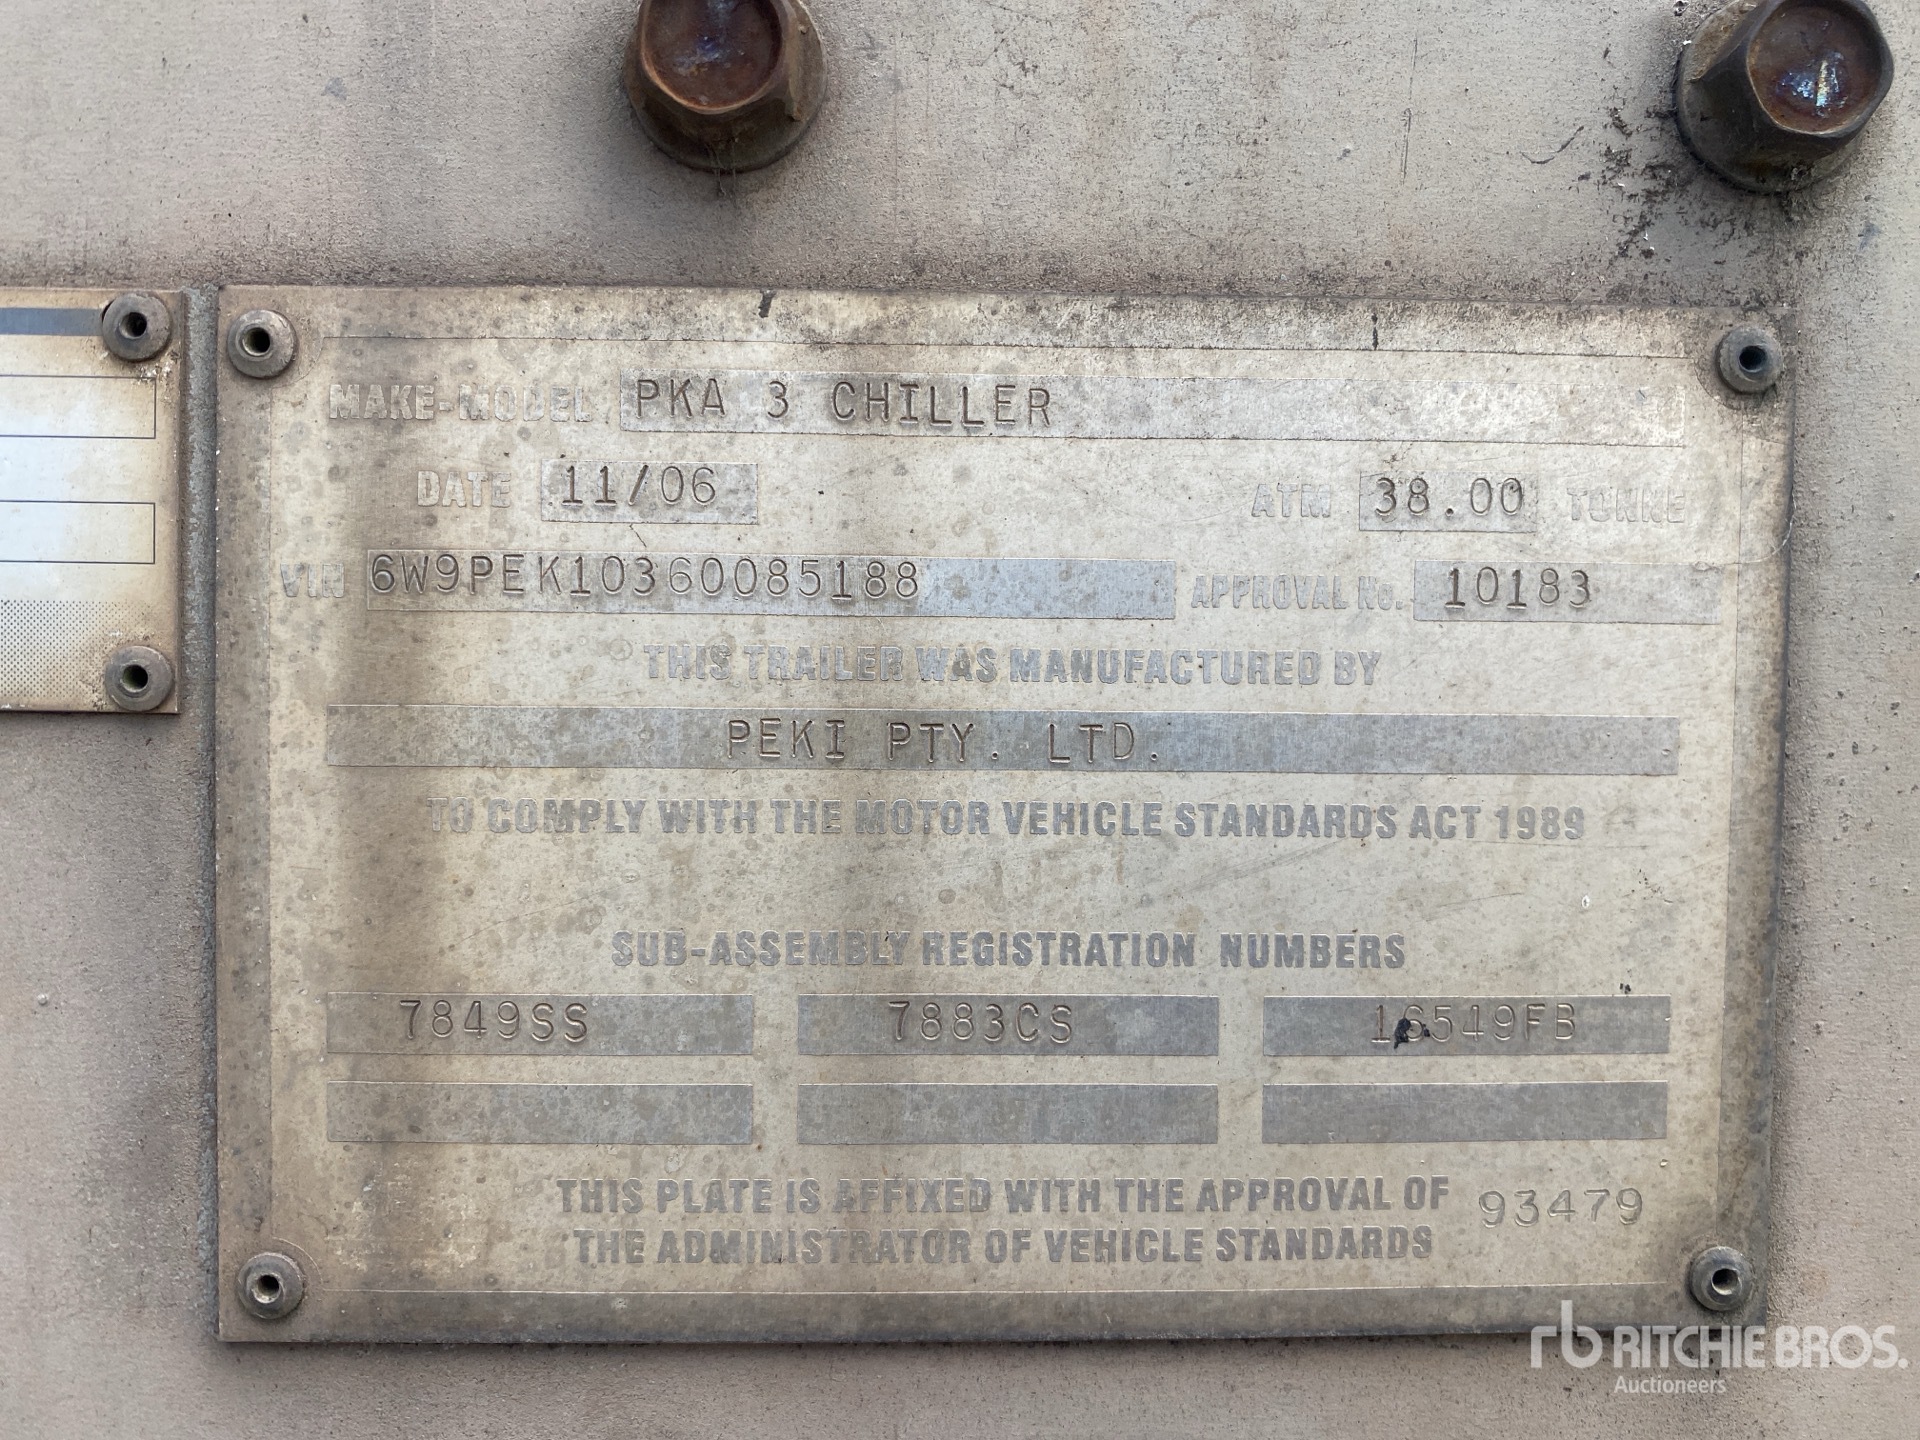 MAKE-MODEL PKA 3 CHILLER
DATE 11/06 ATM 38.00 TONNE
VIN 6W9PEK10360085188 APPROVAL No. 10183
THIS TRAILER WAS MANUFACTURED BY
PEKI PTY. LTD.
TO COMPLY WITH THE MOTOR VEHICLE STANDARDS ACT 1989
SUB-ASSEMBLY REGISTRATION NUMBERS
7849SS 7883CS 16549FB
THIS PLATE IS AFFIXED WITH THE APPROVAL OF 93479
THE ADMINISTRATOR OF VEHICLE STANDARDS
rb RITCHIE BROS.
Auctioneers